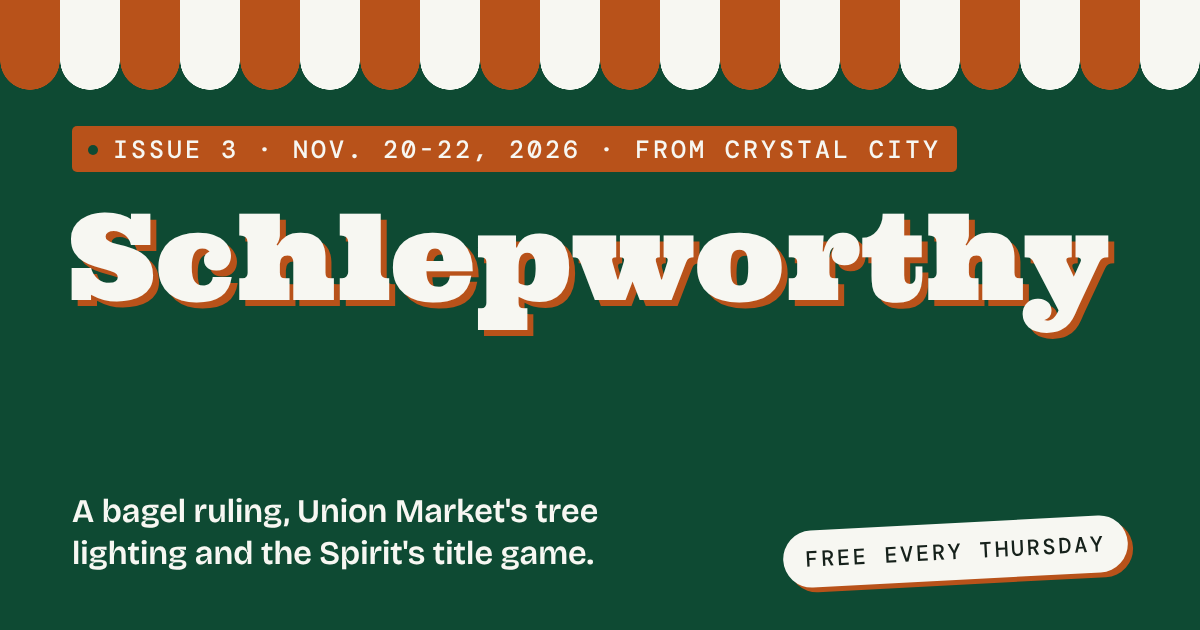 ISSUE 3 · NOV. 20-22, 2026 · FROM CRYSTAL CITY
Schlepworthy
A bagel ruling, Union Market's tree
lighting and the Spirit's title game.
FREE EVERY THURSDAY